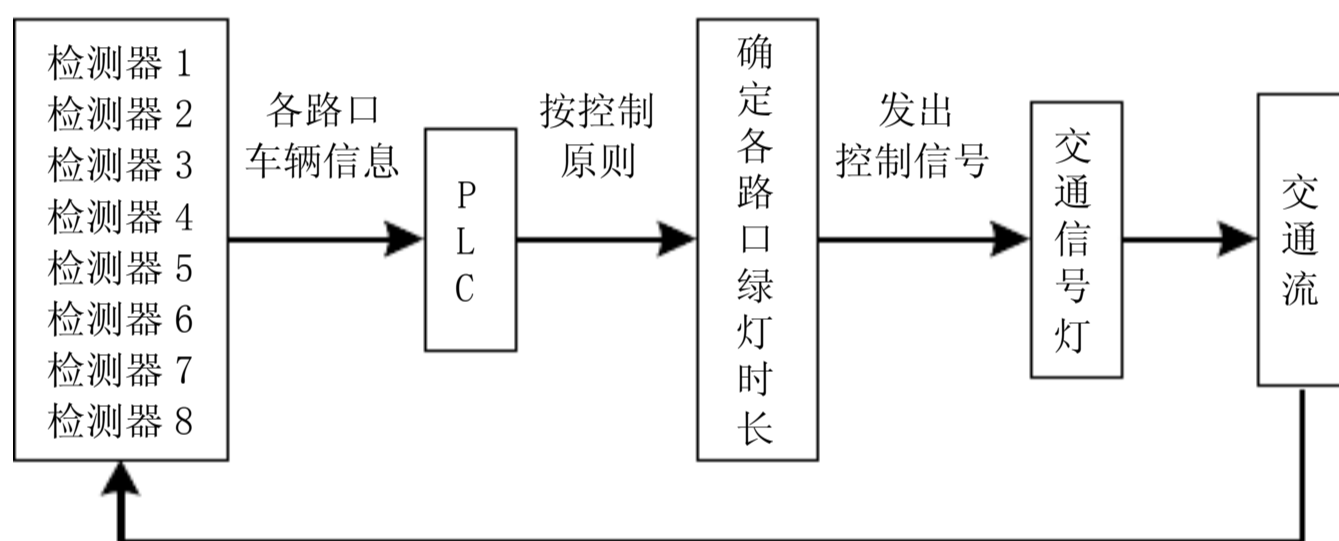 检测器 1
检测器 2
检测器 3
检测器 4
检测器 5
检测器 6
检测器 7
检测器 8
各路口
车辆信息
PLC
按控制
原则
确定各路口绿灯时长
发出
控制信号
交通信号灯
交通流